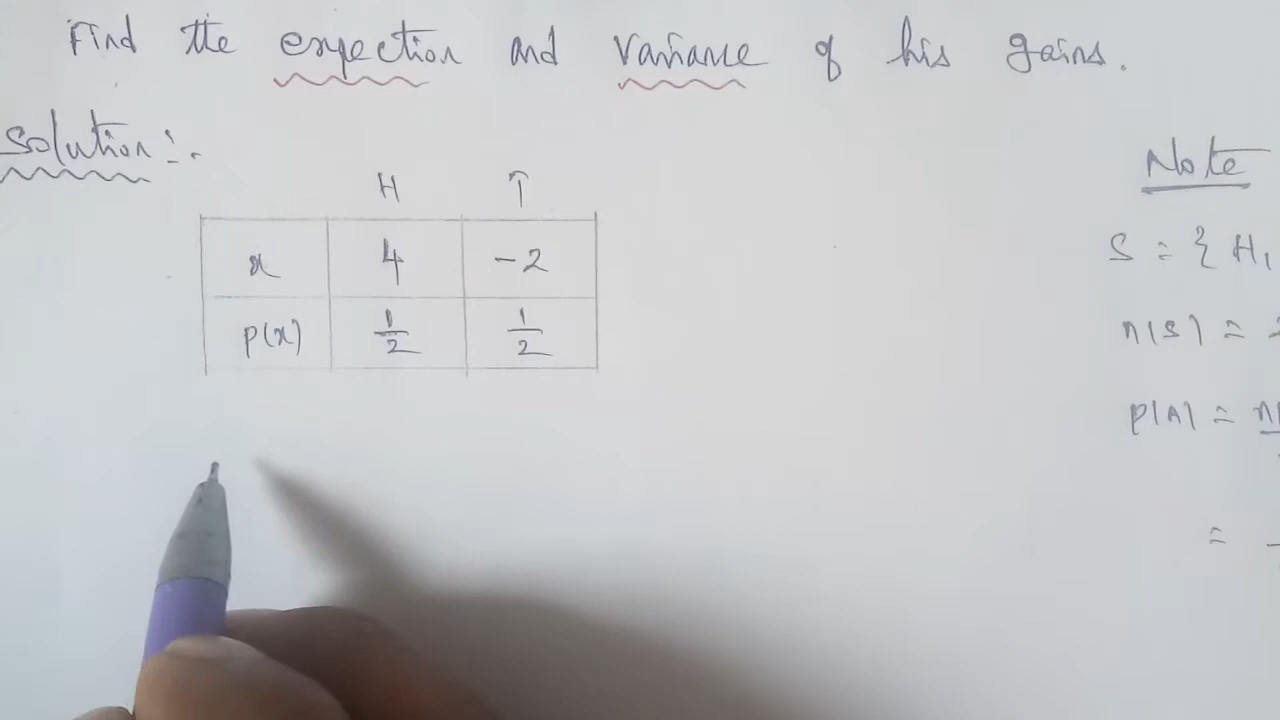 Find the expection and Variance of his gains.
Solution:-
H T
x 4 -2
P(x) 1/2 1/2
Note
S = { H,
n(S) =
P(A) =
=